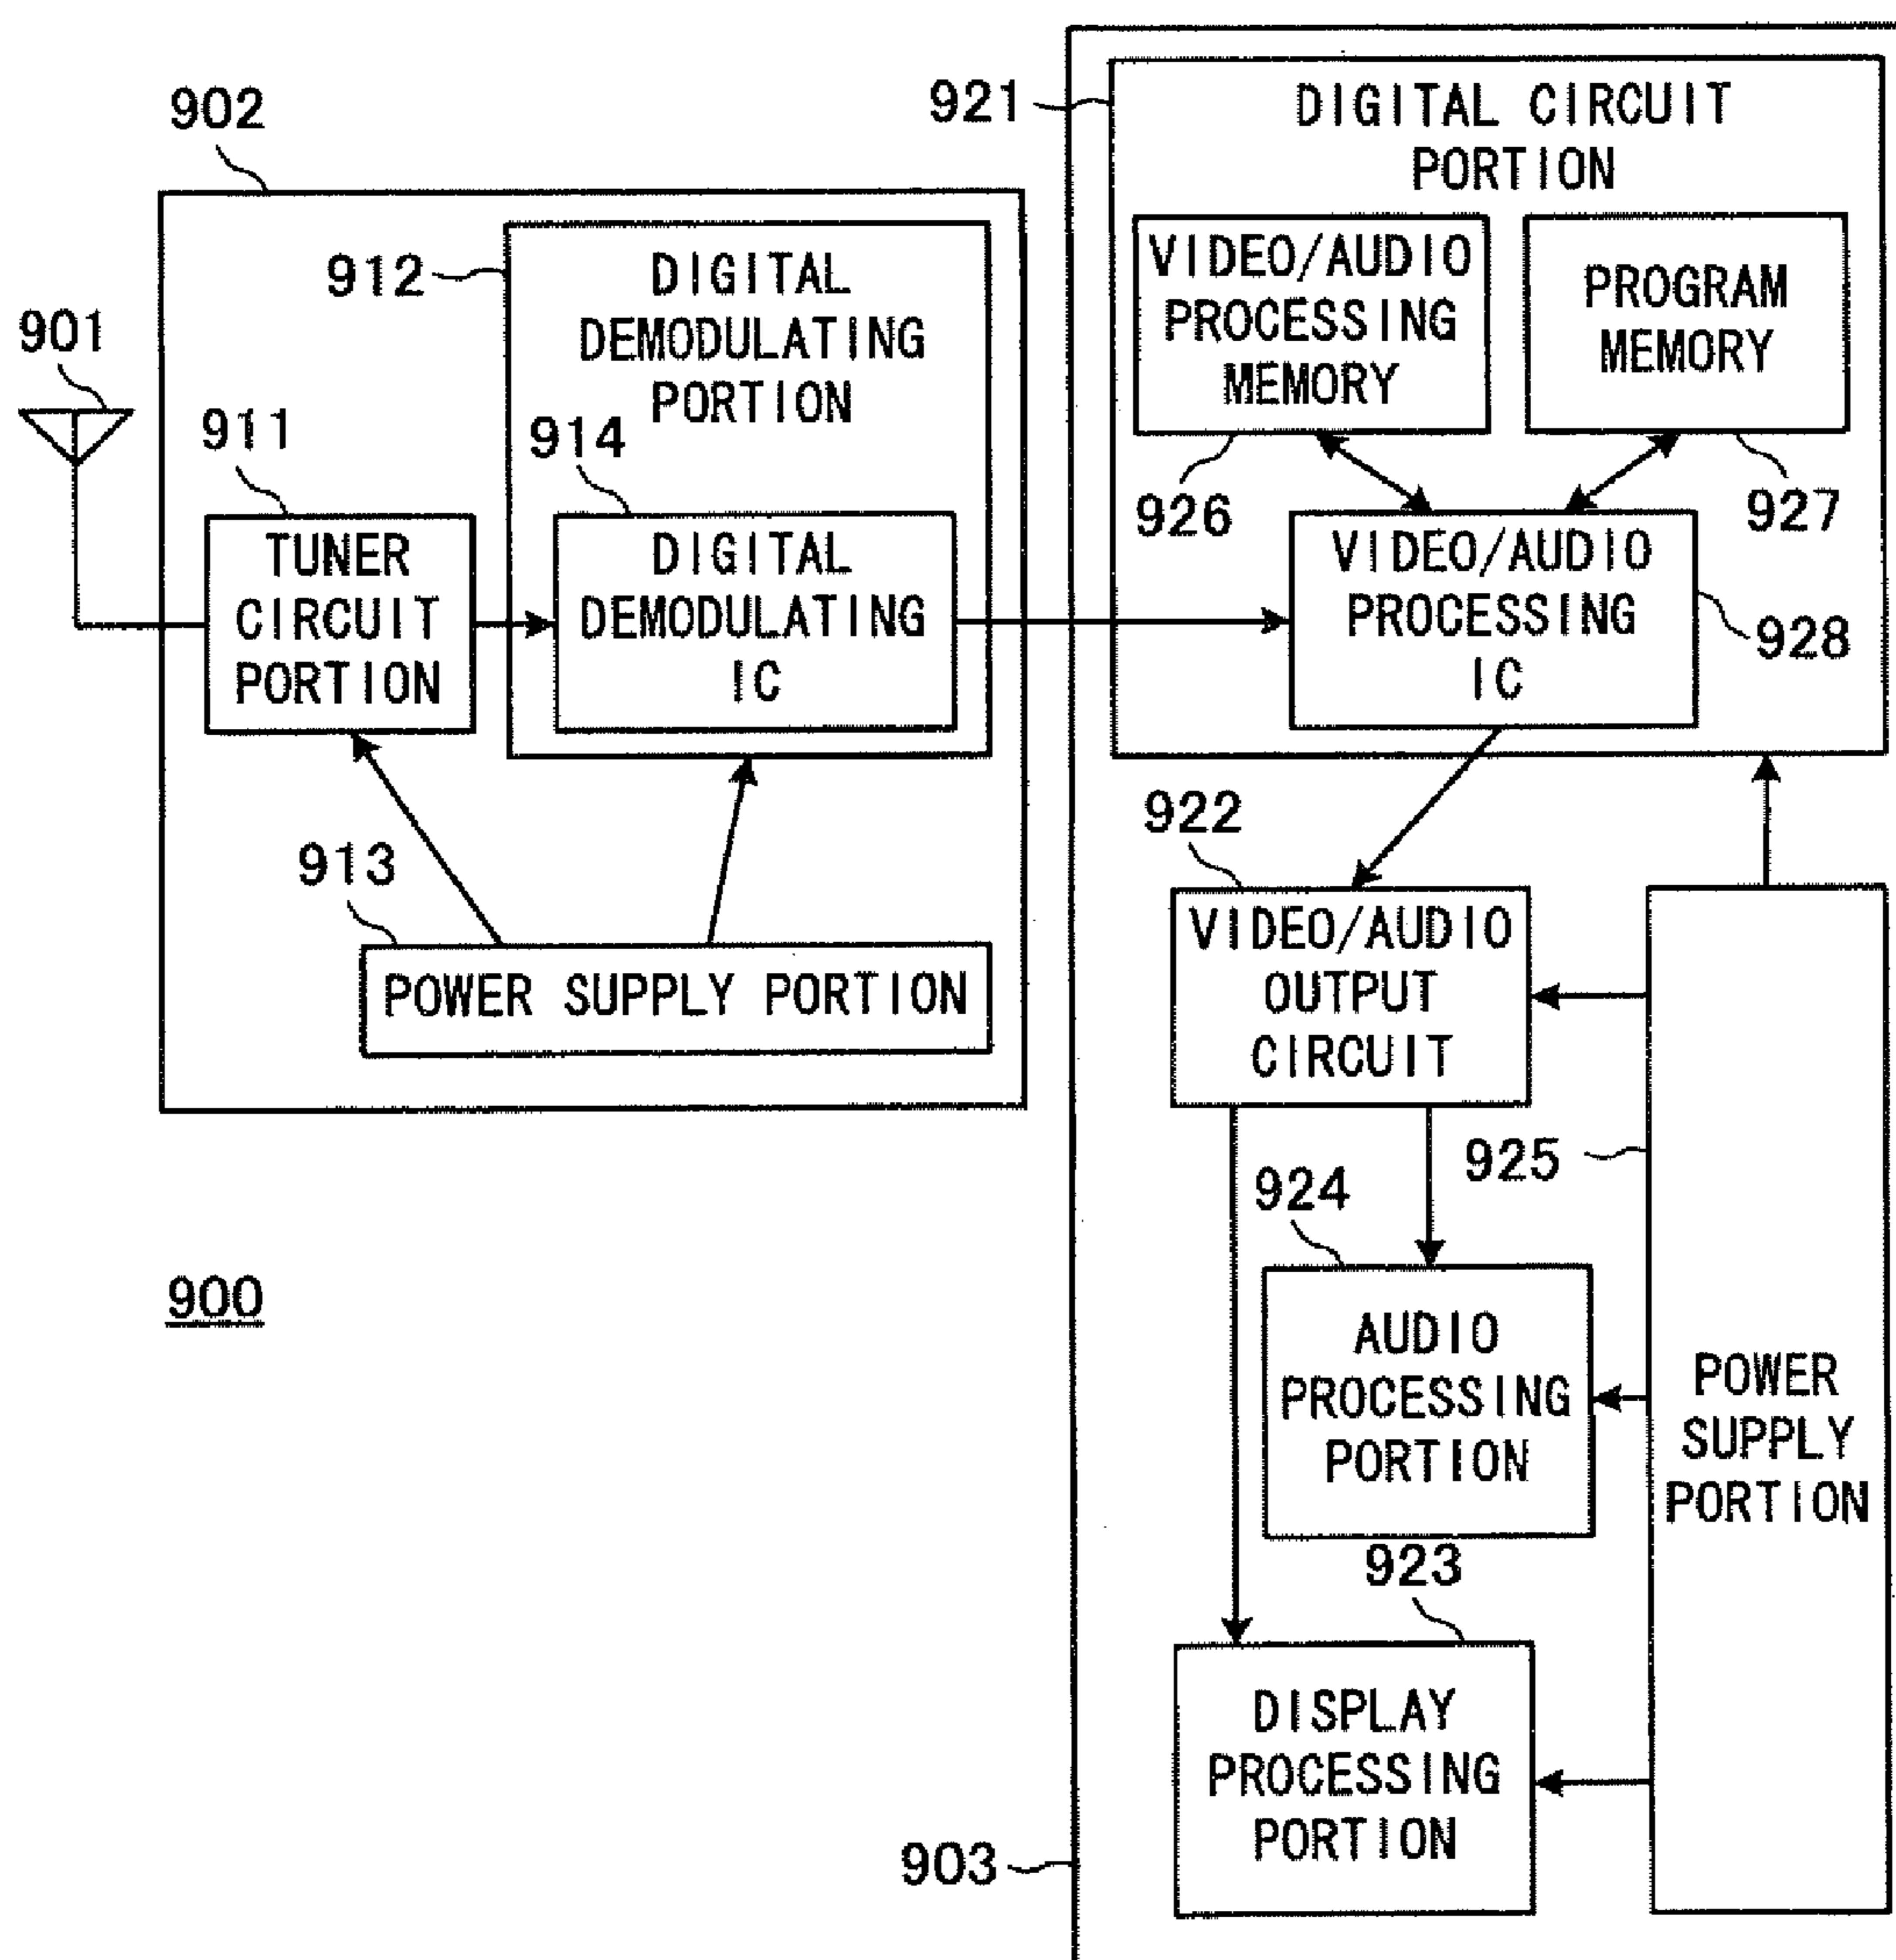 902
901
911
TUNER
CIRCUIT
PORTION
912
DIGITAL
DEMODULATING
PORTION
914
DIGITAL
DEMODULATING
IC
913
POWER SUPPLY PORTION
900
921
DIGITAL CIRCUIT
PORTION
VIDEO/AUDIO
PROCESSING
MEMORY
926
PROGRAM
MEMORY
927
VIDEO/AUDIO
PROCESSING
IC
928
922
VIDEO/AUDIO
OUTPUT
CIRCUIT
925
924
AUDIO
PROCESSING
PORTION
POWER
SUPPLY
PORTION
923
DISPLAY
PROCESSING
PORTION
903